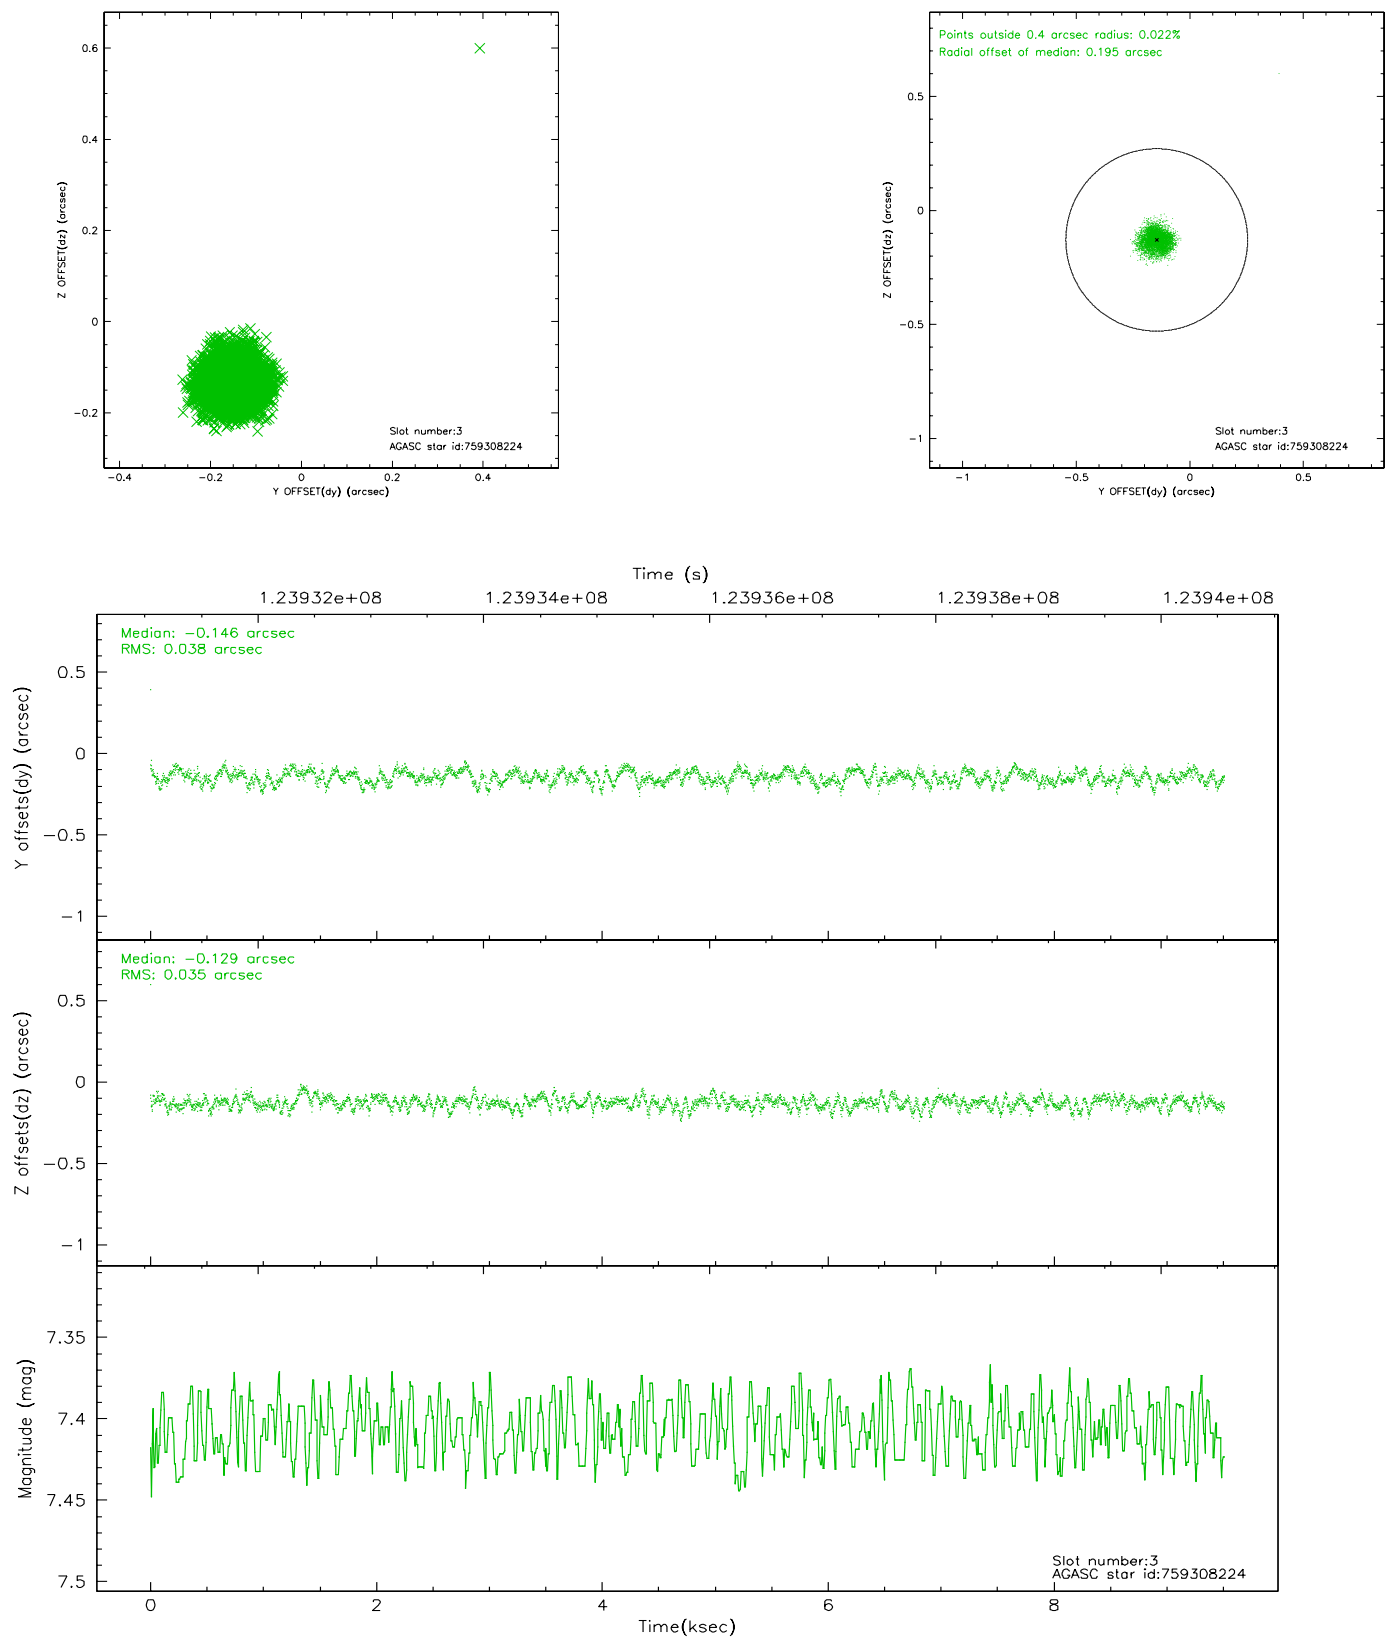 0.6
0.4
0.2
0
−0.2
Z OFFSET(dz) (arcsec)
Slot number:3
AGASC star id:759308224
−0.4 −0.2 0 0.2 0.4
Y OFFSET(dy) (arcsec)
Points outside 0.4 arcsec radius: 0.022%
Radial offset of median: 0.195 arcsec
0.5
0
−0.5
−1
Z OFFSET(dz) (arcsec)
Slot number:3
AGASC star id:759308224
−1 −0.5 0 0.5
Y OFFSET(dy) (arcsec)
Time (s)
1.23932e+08 1.23934e+08 1.23936e+08 1.23938e+08 1.2394e+08
Median: −0.146 arcsec
RMS: 0.038 arcsec
0.5
0
−0.5
−1
Y offsets(dy) (arcsec)
Median: −0.129 arcsec
RMS: 0.035 arcsec
0.5
0
−0.5
−1
Z offsets(dz) (arcsec)
7.35
7.4
7.45
7.5
Magnitude (mag)
Slot number:3
AGASC star id:759308224
0 2 4 6 8
Time(ksec)